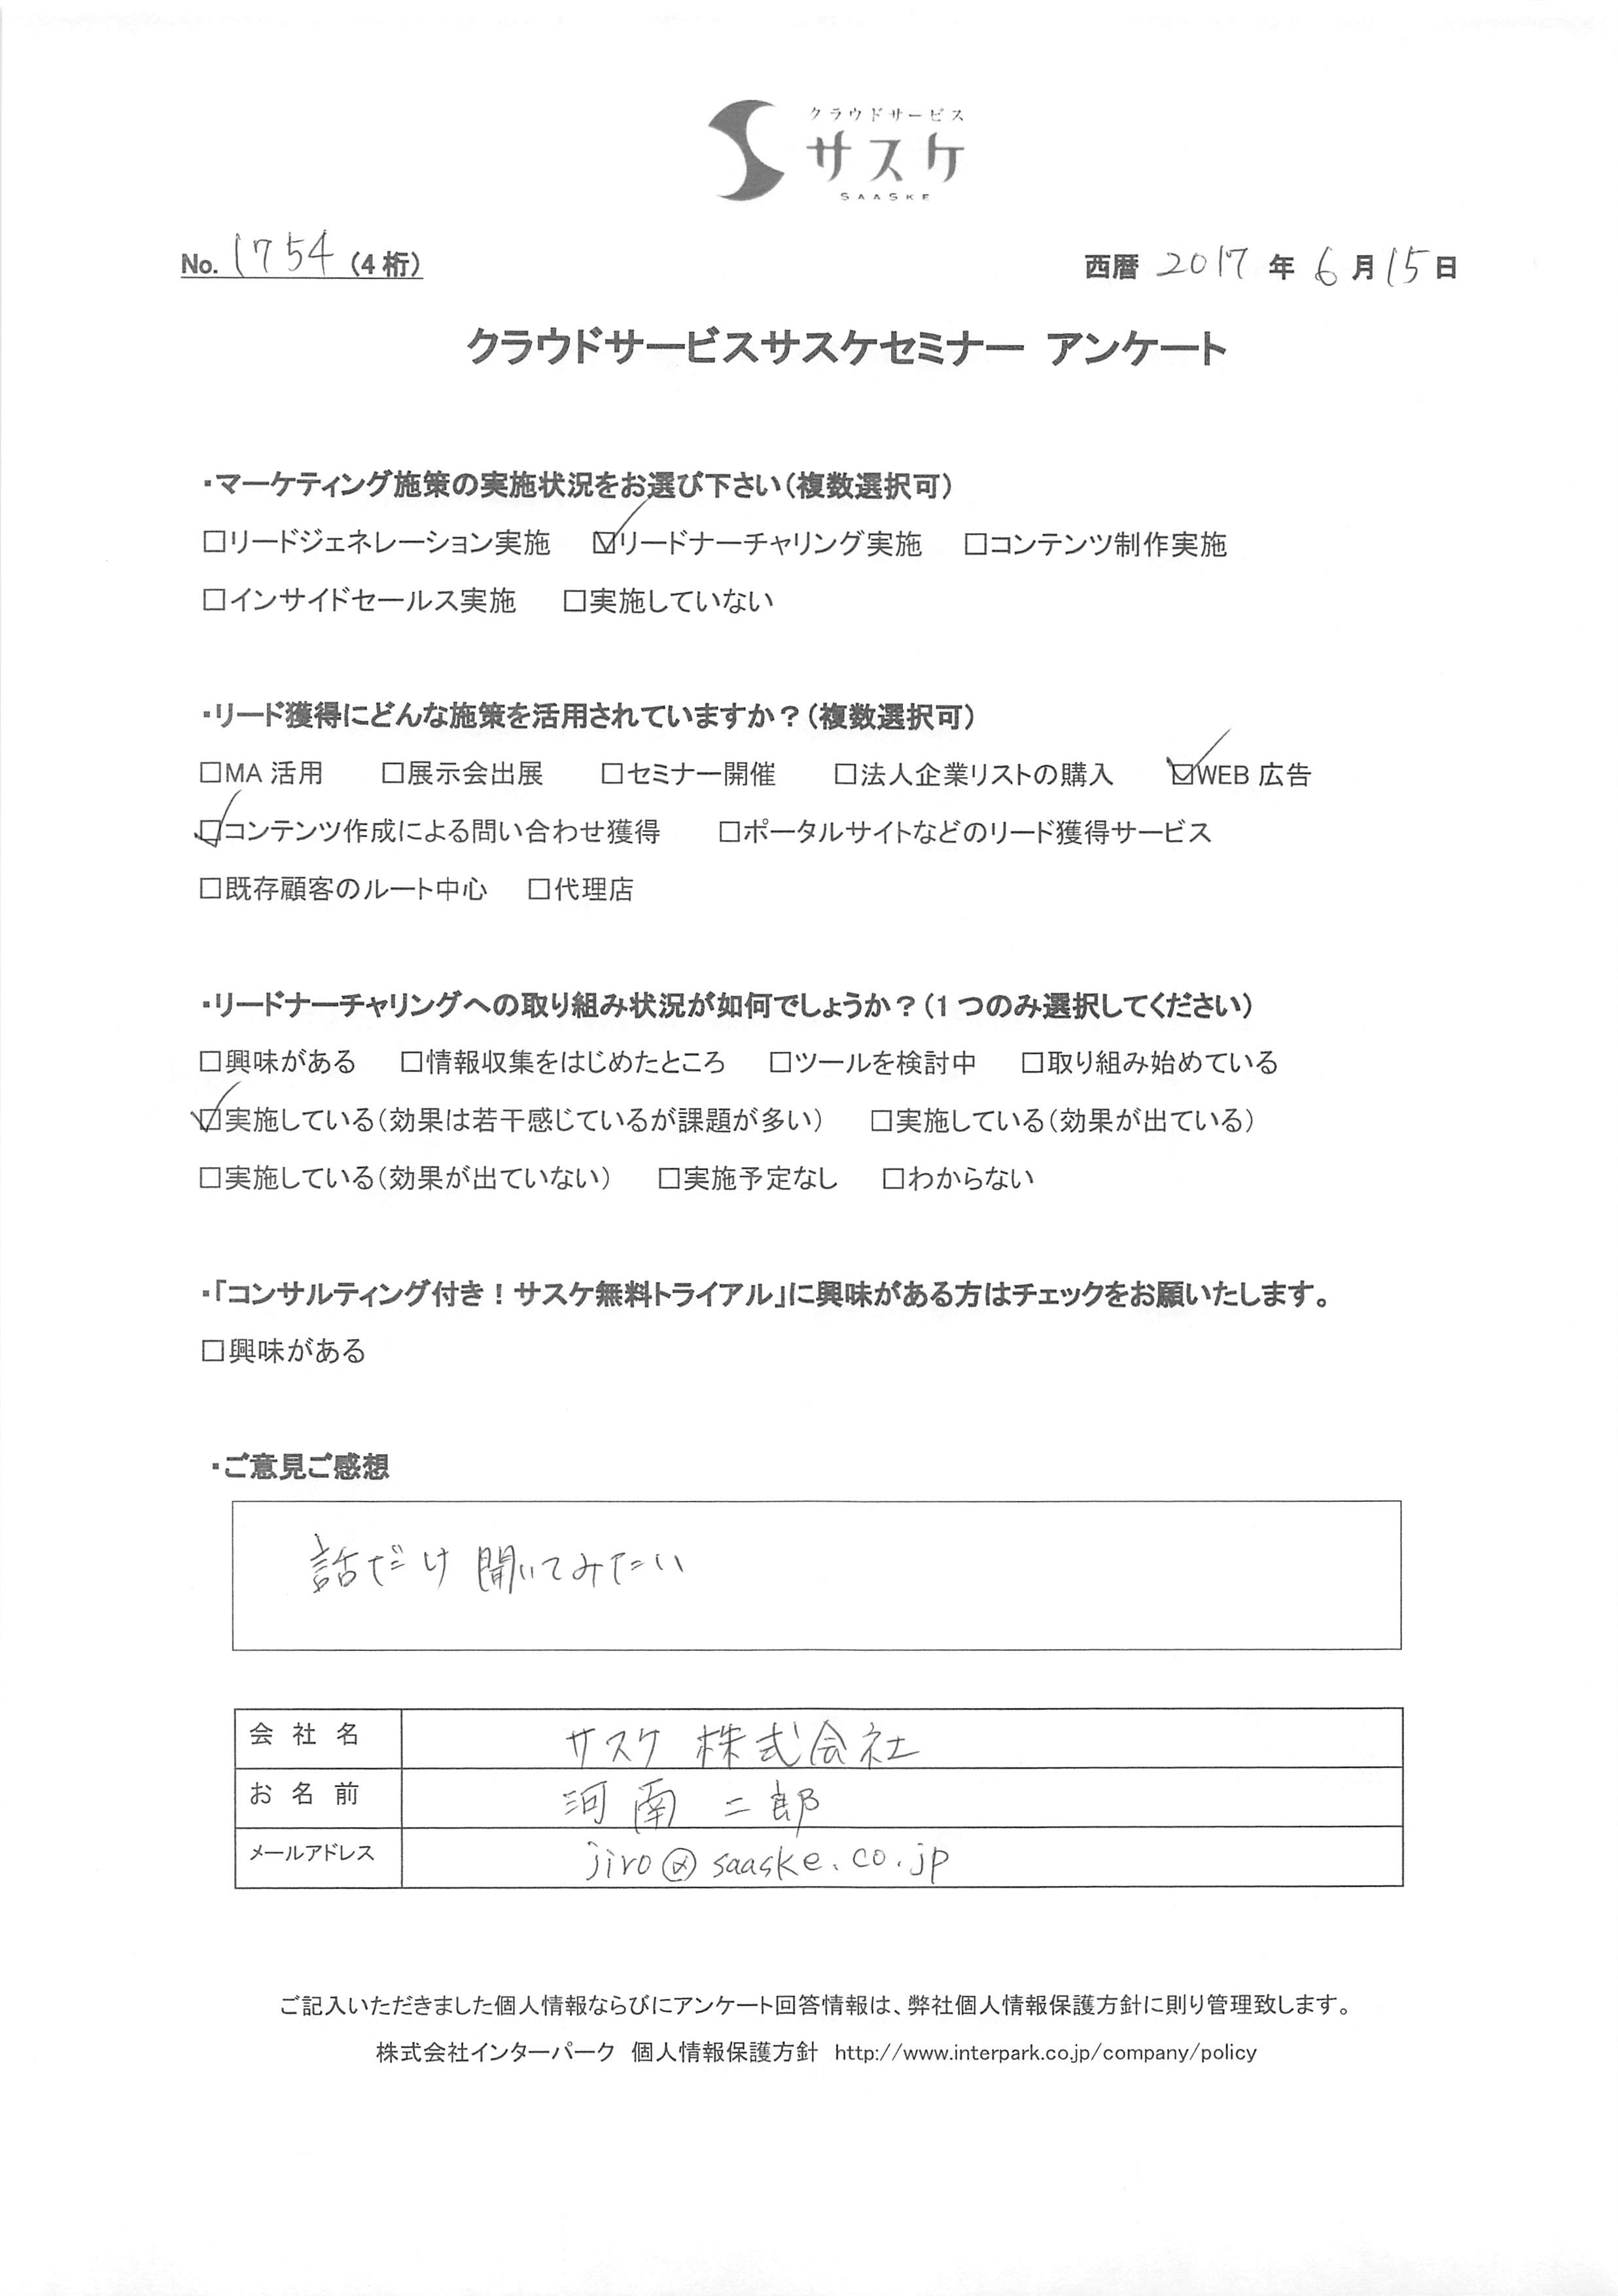 クラウドサービス
サスケ
SAASKE
No. 1754 (4桁)
西暦 2017 年 6 月 15 日
クラウドサービスサスケセミナー アンケート
・マーケティング施策の実施状況をお選び下さい(複数選択可)
□リードジェネレーション実施 ☑リードナーチャリング実施 □コンテンツ制作実施
□インサイドセールス実施 □実施していない
・リード獲得にどんな施策を活用されていますか？(複数選択可)
□MA 活用 □展示会出展 □セミナー開催 □法人企業リストの購入 ☑WEB 広告
☑コンテンツ作成による問い合わせ獲得 □ポータルサイトなどのリード獲得サービス
□既存顧客のルート中心 □代理店
・リードナーチャリングへの取り組み状況が如何でしょうか？(1 つのみ選択してください)
□興味がある □情報収集をはじめたところ □ツールを検討中 □取り組み始めている
☑実施している(効果は若干感じているが課題が多い) □実施している(効果が出ている)
□実施している(効果が出ていない) □実施予定なし □わからない
・「コンサルティング付き！サスケ無料トライアル」に興味がある方はチェックをお願いいたします。
□興味がある
・ご意見ご感想
話だけ聞いてみたい
会社名 サスケ 株式会社
お名前 河南 二郎
メールアドレス jiro@saaske.co.jp
ご記入いただきました個人情報ならびにアンケート回答情報は、弊社個人情報保護方針に則り管理致します。
株式会社インターパーク 個人情報保護方針 http://www.interpark.co.jp/company/policy